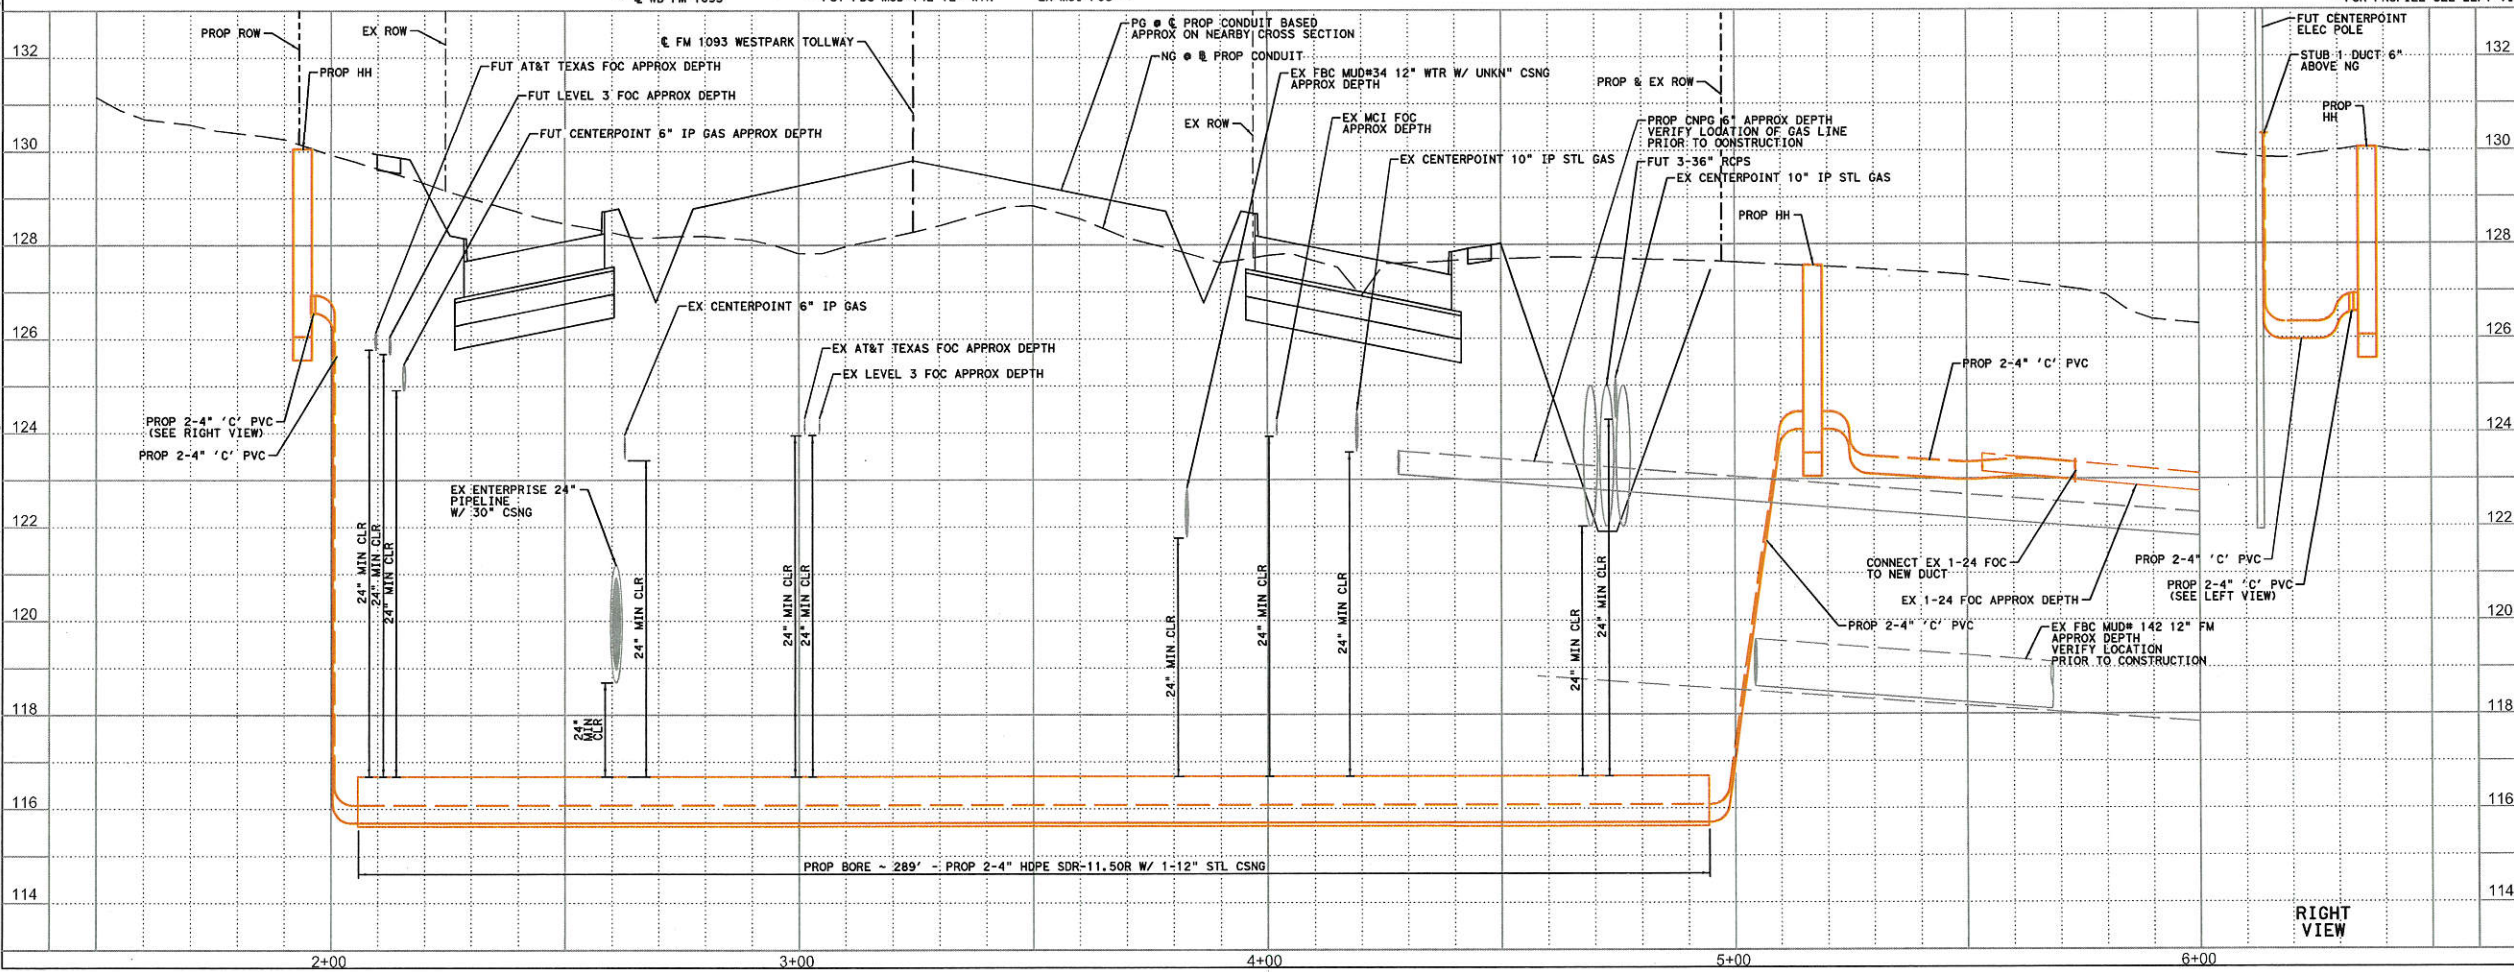 PROP ROW
EX ROW
PROP HH
FUT AT&T TEXAS FOC APPROX DEPTH
FUT LEVEL 3 FOC APPROX DEPTH
FUT CENTERPOINT 6" IP GAS APPROX DEPTH
℄ FM 1093 WESTPARK TOLLWAY
PG @ ℄ PROP CONDUIT BASED
APPROX ON NEARBY CROSS SECTION
NG @ ℄ PROP CONDUIT
EX FBC MUD#34 12" WTR W/ UNKN" CSNG
APPROX DEPTH
EX ROW
EX MCI FOC
APPROX DEPTH
EX CENTERPOINT 10" IP STL GAS
PROP & EX ROW
PROP CNPG 6" APPROX DEPTH
VERIFY LOCATION OF GAS LINE
PRIOR TO CONSTRUCTION
FUT 3-36" RCPS
EX CENTERPOINT 10" IP STL GAS
PROP HH
FUT CENTERPOINT
ELEC POLE
STUB 1 DUCT 6"
ABOVE NG
PROP
HH
EX CENTERPOINT 6" IP GAS
EX AT&T TEXAS FOC APPROX DEPTH
EX LEVEL 3 FOC APPROX DEPTH
PROP 2-4" 'C' PVC
PROP 2-4" 'C' PVC
(SEE RIGHT VIEW)
PROP 2-4" 'C' PVC
EX ENTERPRISE 24"
PIPELINE
W/ 30" CSNG
24" MIN CLR
24" MIN CLR
24" MIN CLR
24"
MIN
CLR
24" MIN CLR
24" MIN CLR
24" MIN CLR
24" MIN CLR
24" MIN CLR
24" MIN CLR
24" MIN CLR
24" MIN CLR
CONNECT EX 1-24 FOC
TO NEW DUCT
EX 1-24 FOC APPROX DEPTH
PROP 2-4" 'C' PVC
PROP 2-4" 'C' PVC
PROP 2-4" 'C' PVC
(SEE LEFT VIEW)
EX FBC MUD# 142 12" FM
APPROX DEPTH
VERIFY LOCATION
PRIOR TO CONSTRUCTION
PROP BORE ~ 289' - PROP 2-4" HDPE SDR-11.50R W/ 1-12" STL CSNG
RIGHT
VIEW
132
130
128
126
124
122
120
118
116
114
132
130
128
126
124
122
120
118
116
114
2+00
3+00
4+00
5+00
6+00